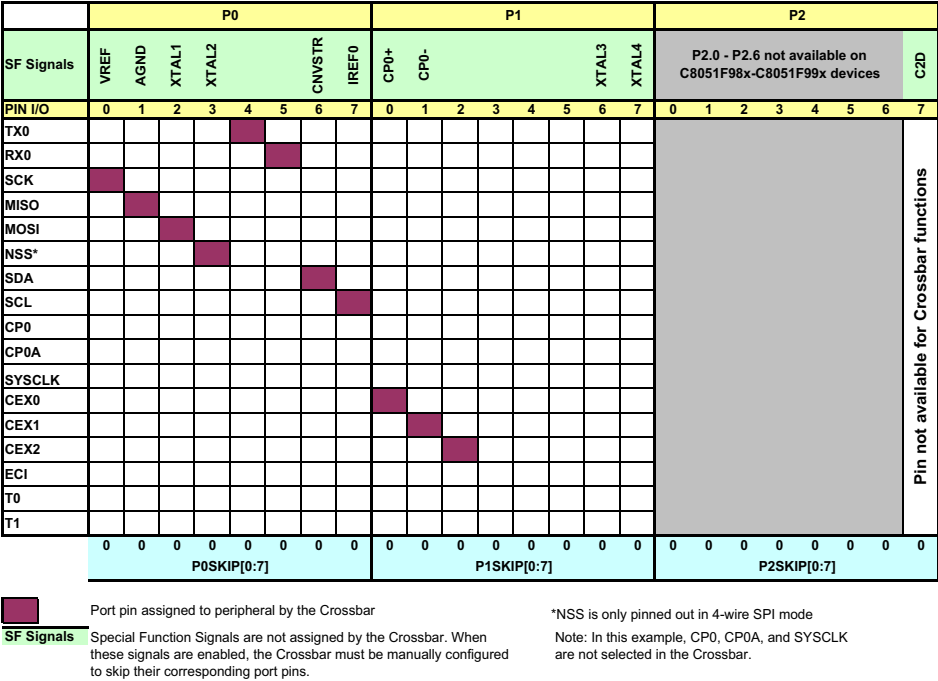 P0 P1 P2
SF Signals VREF AGND XTAL1 XTAL2 CNVSTR IREF0 CP0+ CP0- XTAL3 XTAL4 P2.0 - P2.6 not available on C2D
C8051F98x-C8051F99x devices
PIN I/O 0 1 2 3 4 5 6 7 0 1 2 3 4 5 6 7 0 1 2 3 4 5 6 7
TX0
RX0
SCK
MISO
MOSI
NSS*
SDA
SCL
CP0
CP0A
SYSCLK
CEX0
CEX1
CEX2
ECI
T0
T1
Pin not available for Crossbar functions
0 0 0 0 0 0 0 0 0 0 0 0 0 0 0 0 0 0 0 0 0 0 0 0
P0SKIP[0:7] P1SKIP[0:7] P2SKIP[0:7]
Port pin assigned to peripheral by the Crossbar
SF Signals Special Function Signals are not assigned by the Crossbar. When
these signals are enabled, the Crossbar must be manually configured
to skip their corresponding port pins.
*NSS is only pinned out in 4-wire SPI mode
Note: In this example, CP0, CP0A, and SYSCLK
are not selected in the Crossbar.